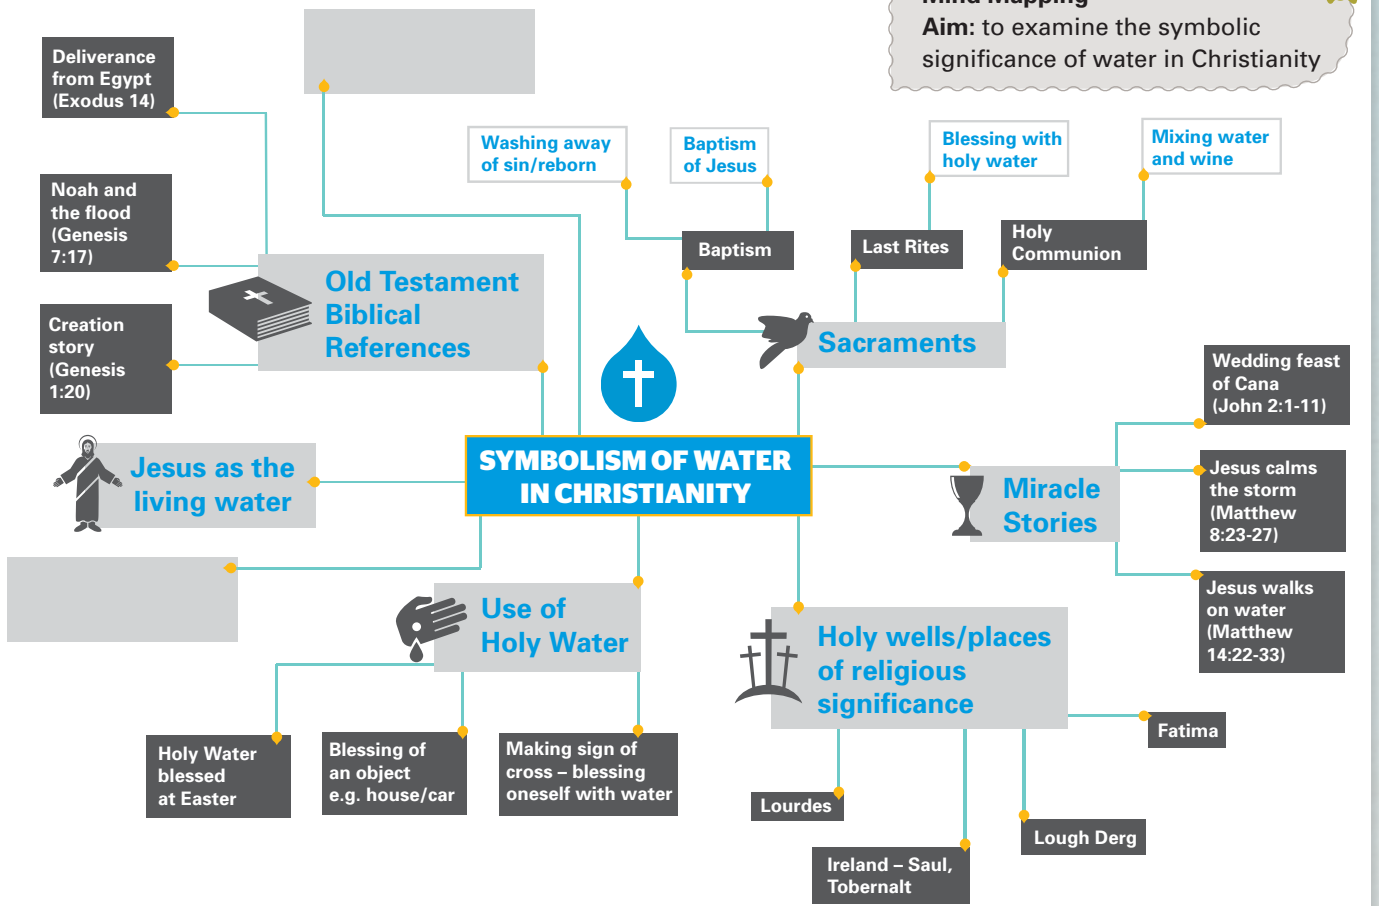 Mind Mapping
Aim: to examine the symbolic
significance of water in Christianity
Deliverance
from Egypt
(Exodus 14)
Noah and
the flood
(Genesis
7:17)
Creation
story
(Genesis
1:20)
Old Testament
Biblical
References
Washing away
of sin/reborn
Baptism
of Jesus
Blessing with
holy water
Mixing water
and wine
Baptism
Last Rites
Holy
Communion
Sacraments
Jesus as the
living water
SYMBOLISM OF WATER
IN CHRISTIANITY
Miracle
Stories
Wedding feast
of Cana
(John 2:1-11)
Jesus calms
the storm
(Matthew
8:23-27)
Jesus walks
on water
(Matthew
14:22-33)
Use of
Holy Water
Holy Water
blessed
at Easter
Blessing of
an object
e.g. house/car
Making sign of
cross – blessing
oneself with water
Holy wells/places
of religious
significance
Fatima
Lourdes
Lough Derg
Ireland – Saul,
Tobernalt